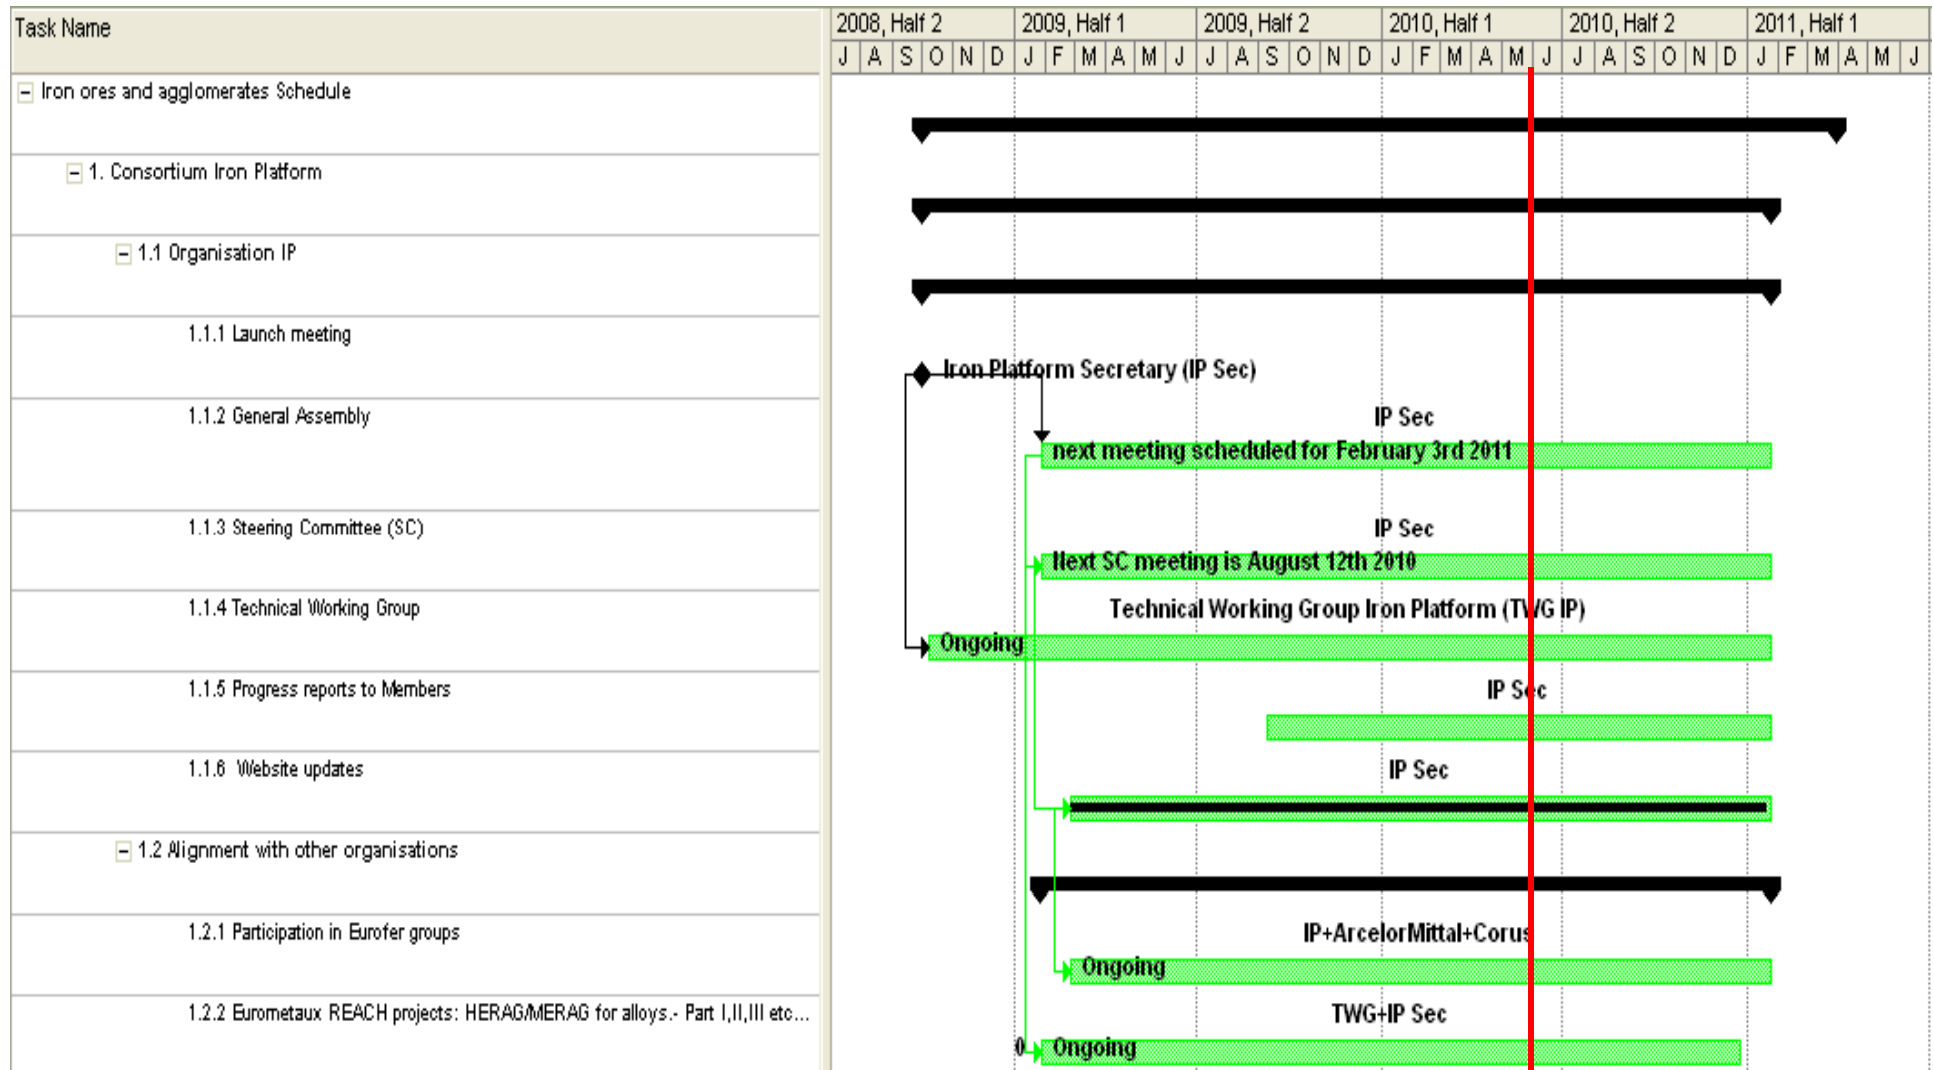 Task Name
2008, Half 2 2009, Half 1 2009, Half 2 2010, Half 1 2010, Half 2 2011, Half 1
J A S O N D J F M A M J J A S O N D J F M A M J J A S O N D J F M A M J
Iron ores and agglomerates Schedule
1. Consortium Iron Platform
1.1 Organisation IP
1.1.1 Launch meeting
Iron Platform Secretary (IP Sec)
1.1.2 General Assembly
IP Sec
next meeting scheduled for February 3rd 2011
1.1.3 Steering Committee (SC)
IP Sec
Next SC meeting is August 12th 2010
1.1.4 Technical Working Group
Technical Working Group Iron Platform (TWG IP)
Ongoing
1.1.5 Progress reports to Members
IP Sec
1.1.6 Website updates
IP Sec
1.2 Alignment with other organisations
1.2.1 Participation in Eurofer groups
IP+ArcelorMittal+Corus
Ongoing
1.2.2 Eurometaux REACH projects: HERAG/MERAG for alloys.- Part I,II,III etc...
TWG+IP Sec
0 Ongoing